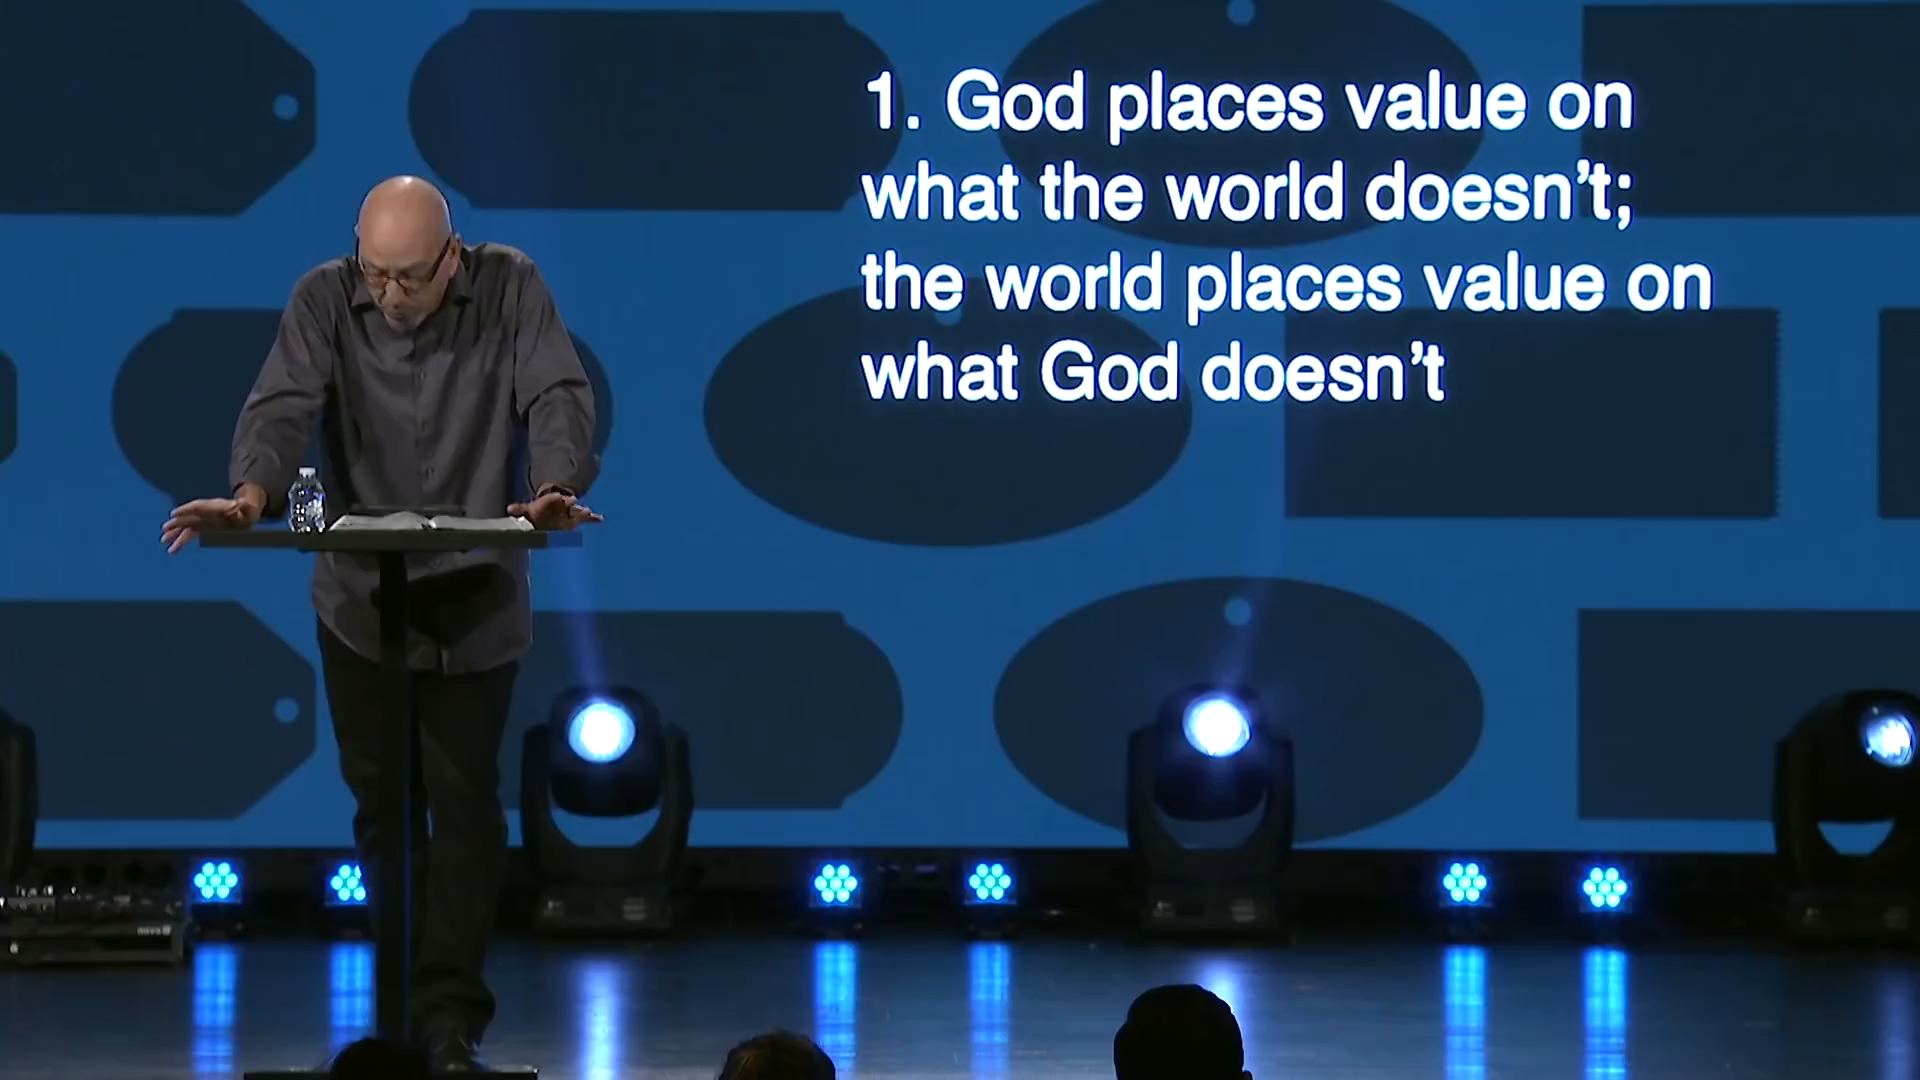 1. God places value on
what the world doesn’t;
the world places value on
what God doesn’t